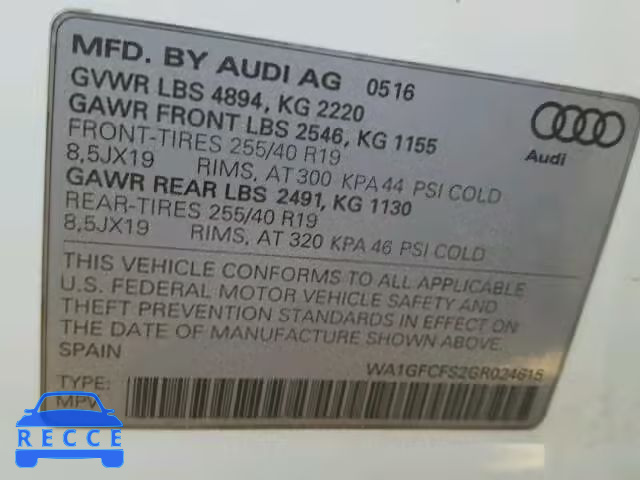 MFD. BY AUDI AG 0516
GVWR LBS 4894, KG 2220
GAWR FRONT LBS 2546, KG 1155
FRONT-TIRES 255/40 R19
8,5JX19 RIMS, AT 300 KPA 44 PSI COLD
GAWR REAR LBS 2491, KG 1130
REAR-TIRES 255/40 R19
8,5JX19 RIMS, AT 320 KPA 46 PSI COLD
Audi
THIS VEHICLE CONFORMS TO ALL APPLICABLE
U.S. FEDERAL MOTOR VEHICLE SAFETY AND
THEFT PREVENTION STANDARDS IN EFFECT ON
THE DATE OF MANUFACTURE SHOWN ABOVE.
SPAIN
WA1GFCFS2GR024615
TYPE:
MPV
RECCE